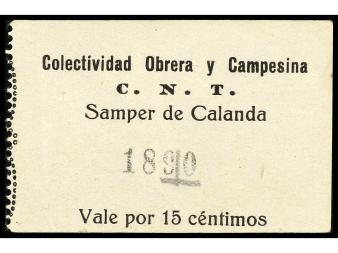 Colectividad Obrera y Campesina
C. N. T.
Samper de Calanda
1890
Vale por 15 céntimos